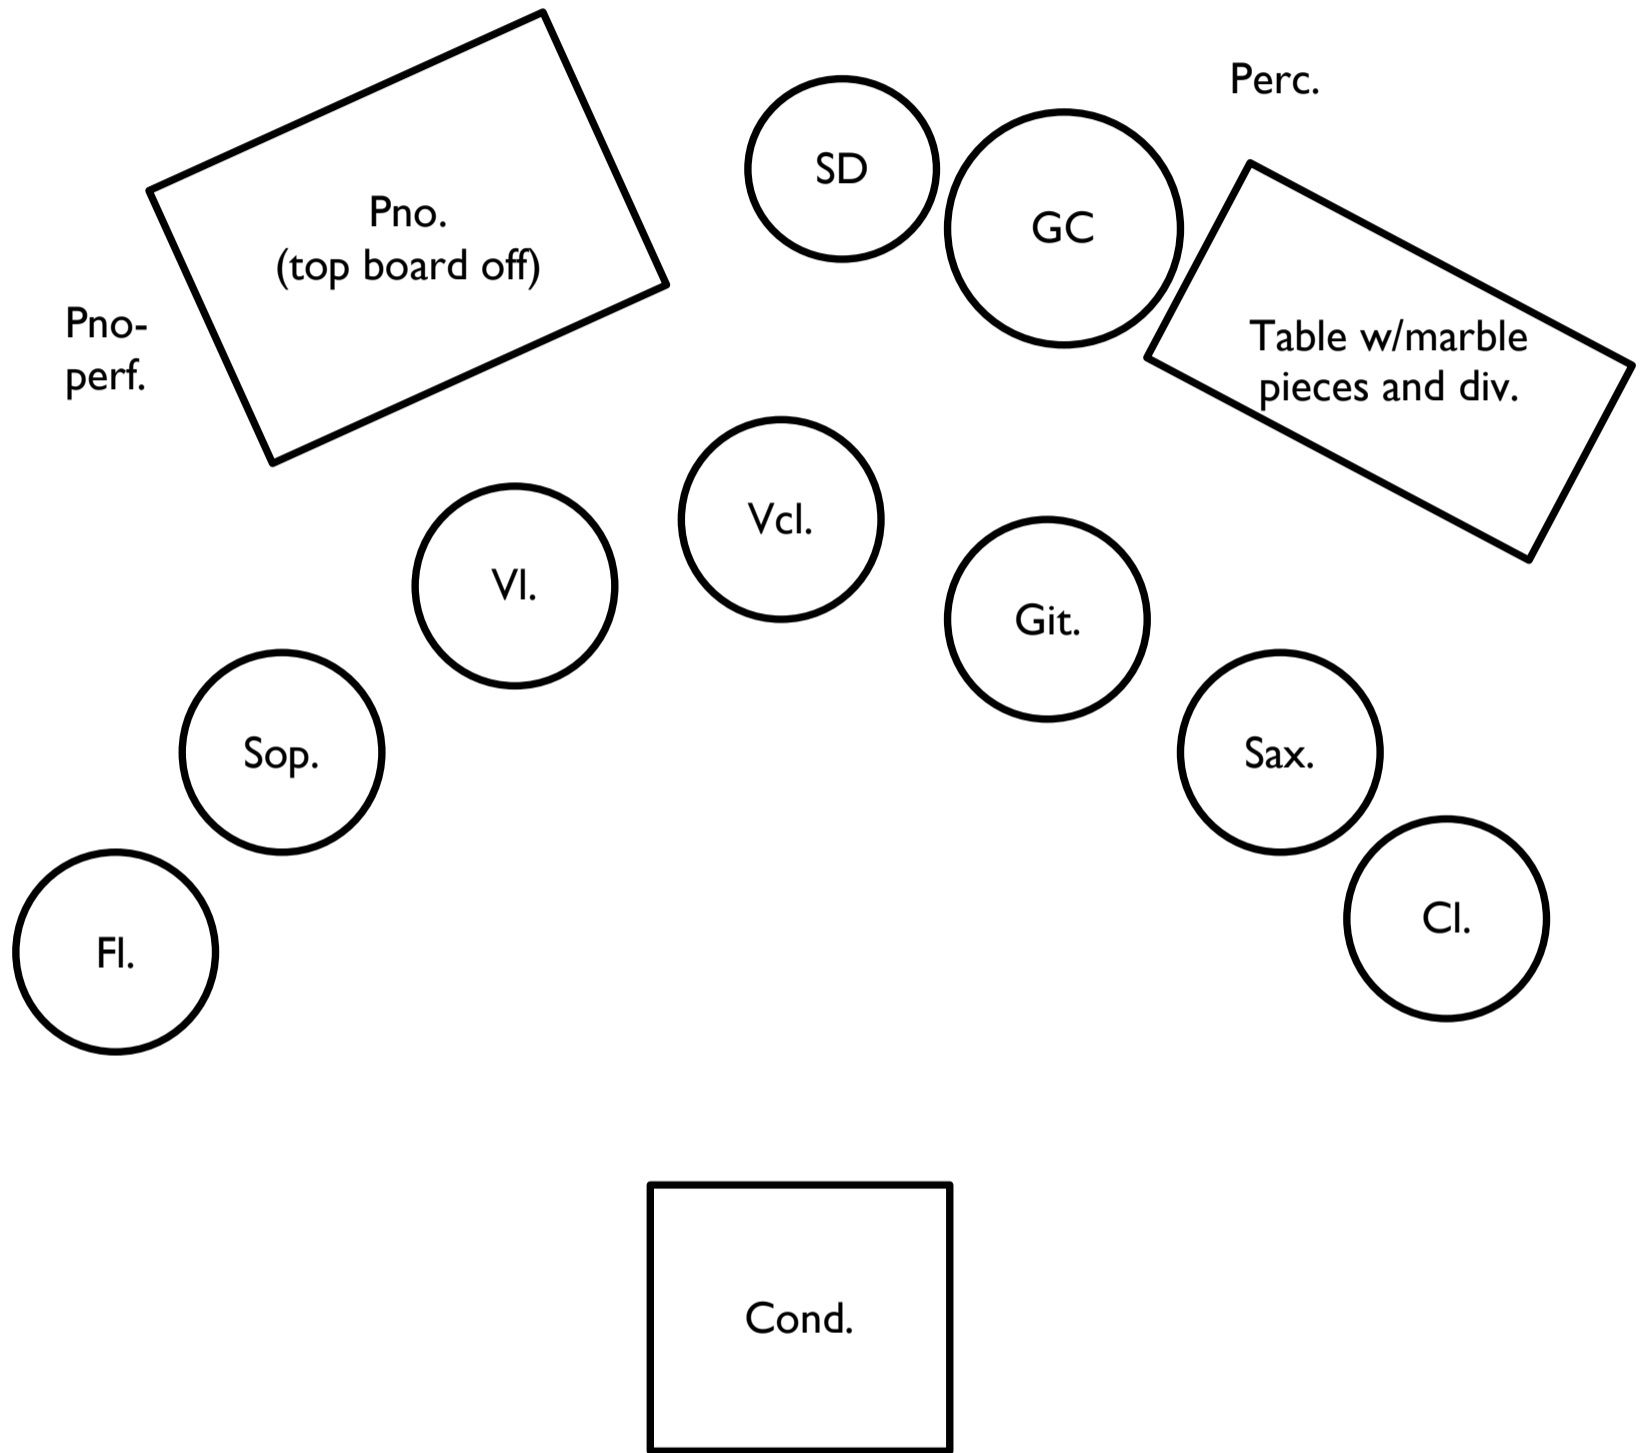 Perc.
SD
Pno.
(top board off)
GC
Pno-
perf.
Table w/marble
pieces and div.
Vcl.
Vl.
Git.
Sop.
Sax.
Fl.
Cl.
Cond.